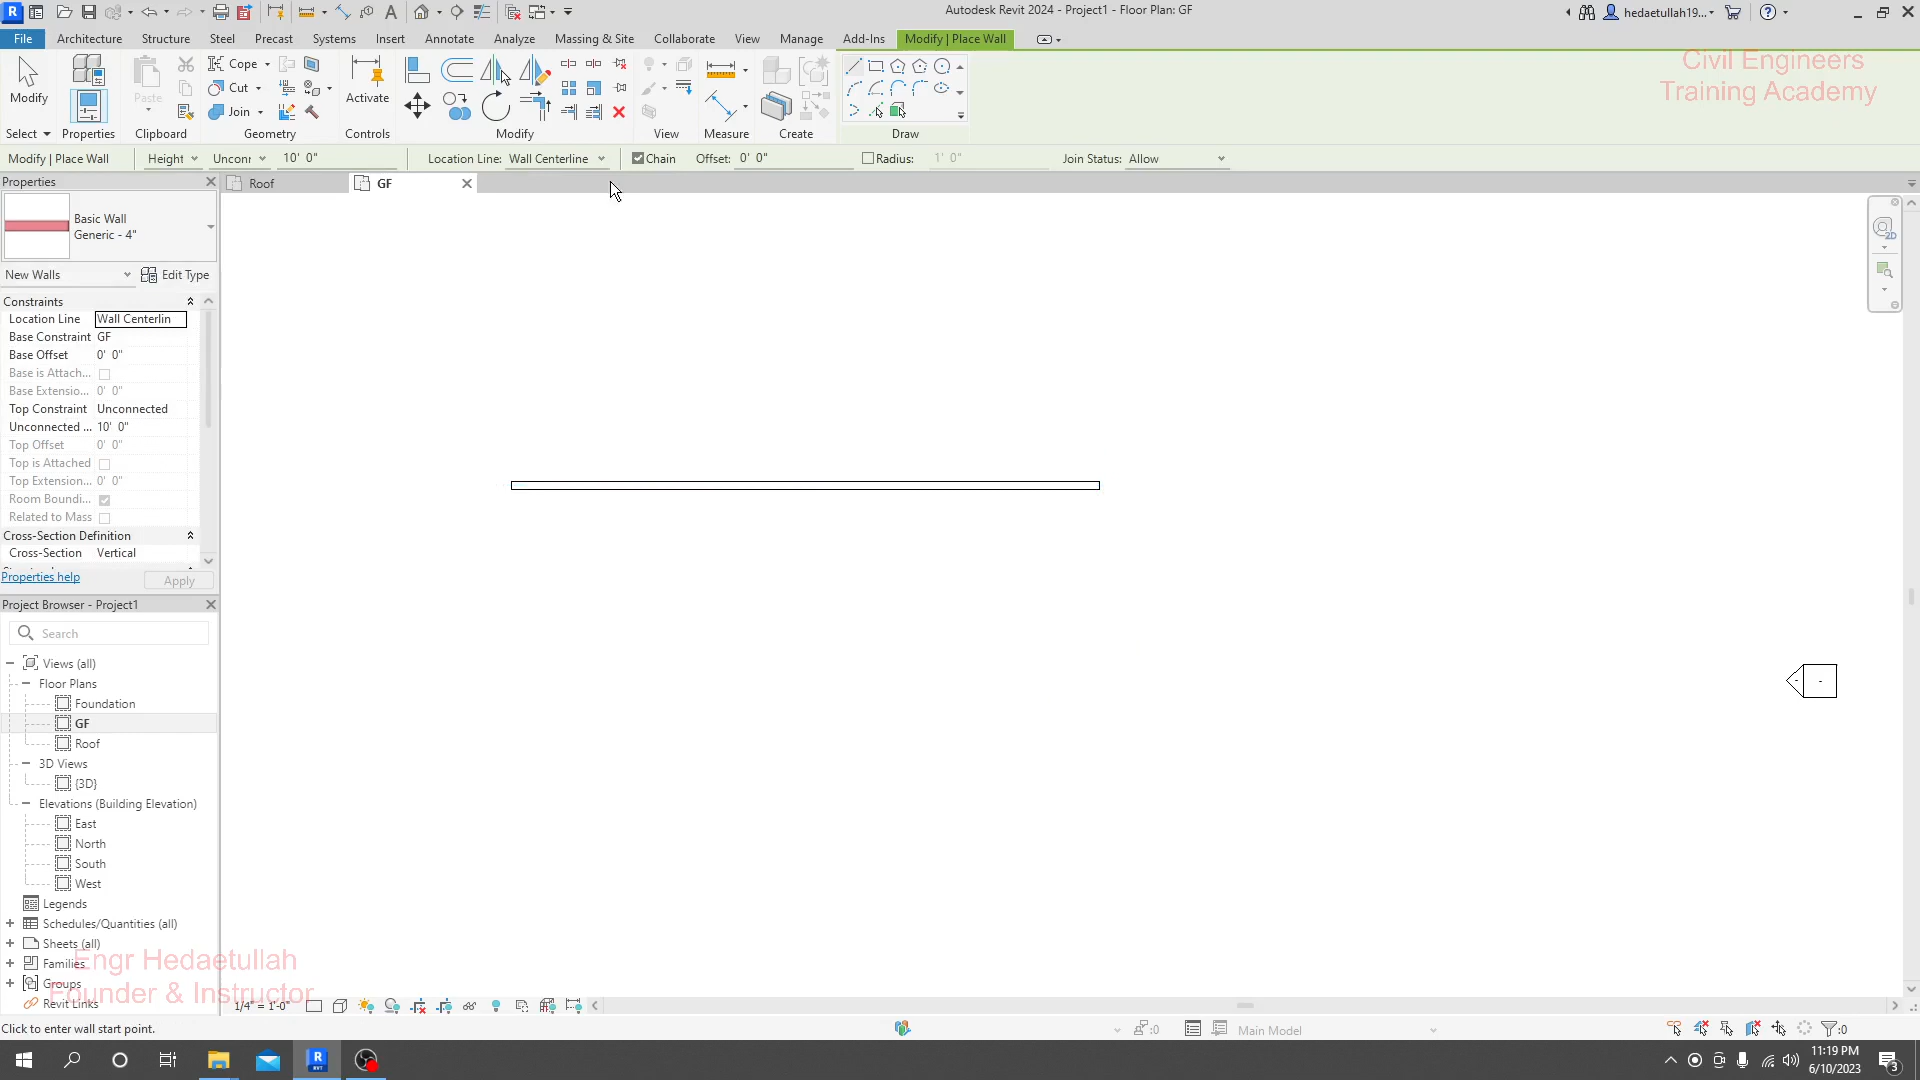 Autodesk Revit 2024 - Project1 - Floor Plan: GF
hedaetullah19...
File Architecture Structure Steel Precast Systems Insert Annotate Analyze Massing & Site Collaborate View Manage Add-Ins Modify | Place Wall
Modify
Paste
Cope
Cut
Join
Activate
Select Properties Clipboard Geometry Controls Modify View Measure Create Draw
Civil Engineers
Training Academy
Modify | Place Wall Height Unconr 10' 0" Location Line: Wall Centerline Chain Offset: 0' 0" Radius: 1' 0" Join Status: Allow
Properties
Roof
GF
Basic Wall
Generic - 4"
New Walls
Edit Type
Constraints
Location Line Wall Centerlin
Base Constraint GF
Base Offset 0' 0"
Base is Attach...
Base Extensio... 0' 0"
Top Constraint Unconnected
Unconnected ... 10' 0"
Top Offset 0' 0"
Top is Attached
Top Extension... 0' 0"
Room Boundi...
Related to Mass
Cross-Section Definition
Cross-Section Vertical
Properties help
Apply
Project Browser - Project1
Search
Views (all)
Floor Plans
Foundation
GF
Roof
3D Views
{3D}
Elevations (Building Elevation)
East
North
South
West
Legends
Schedules/Quantities (all)
Sheets (all)
Families
Groups
Revit Links
Engr Hedaetullah
Founder & Instructor
1/4" = 1'-0"
Click to enter wall start point.
:0
Main Model
:0
11:19 PM
6/10/2023
3